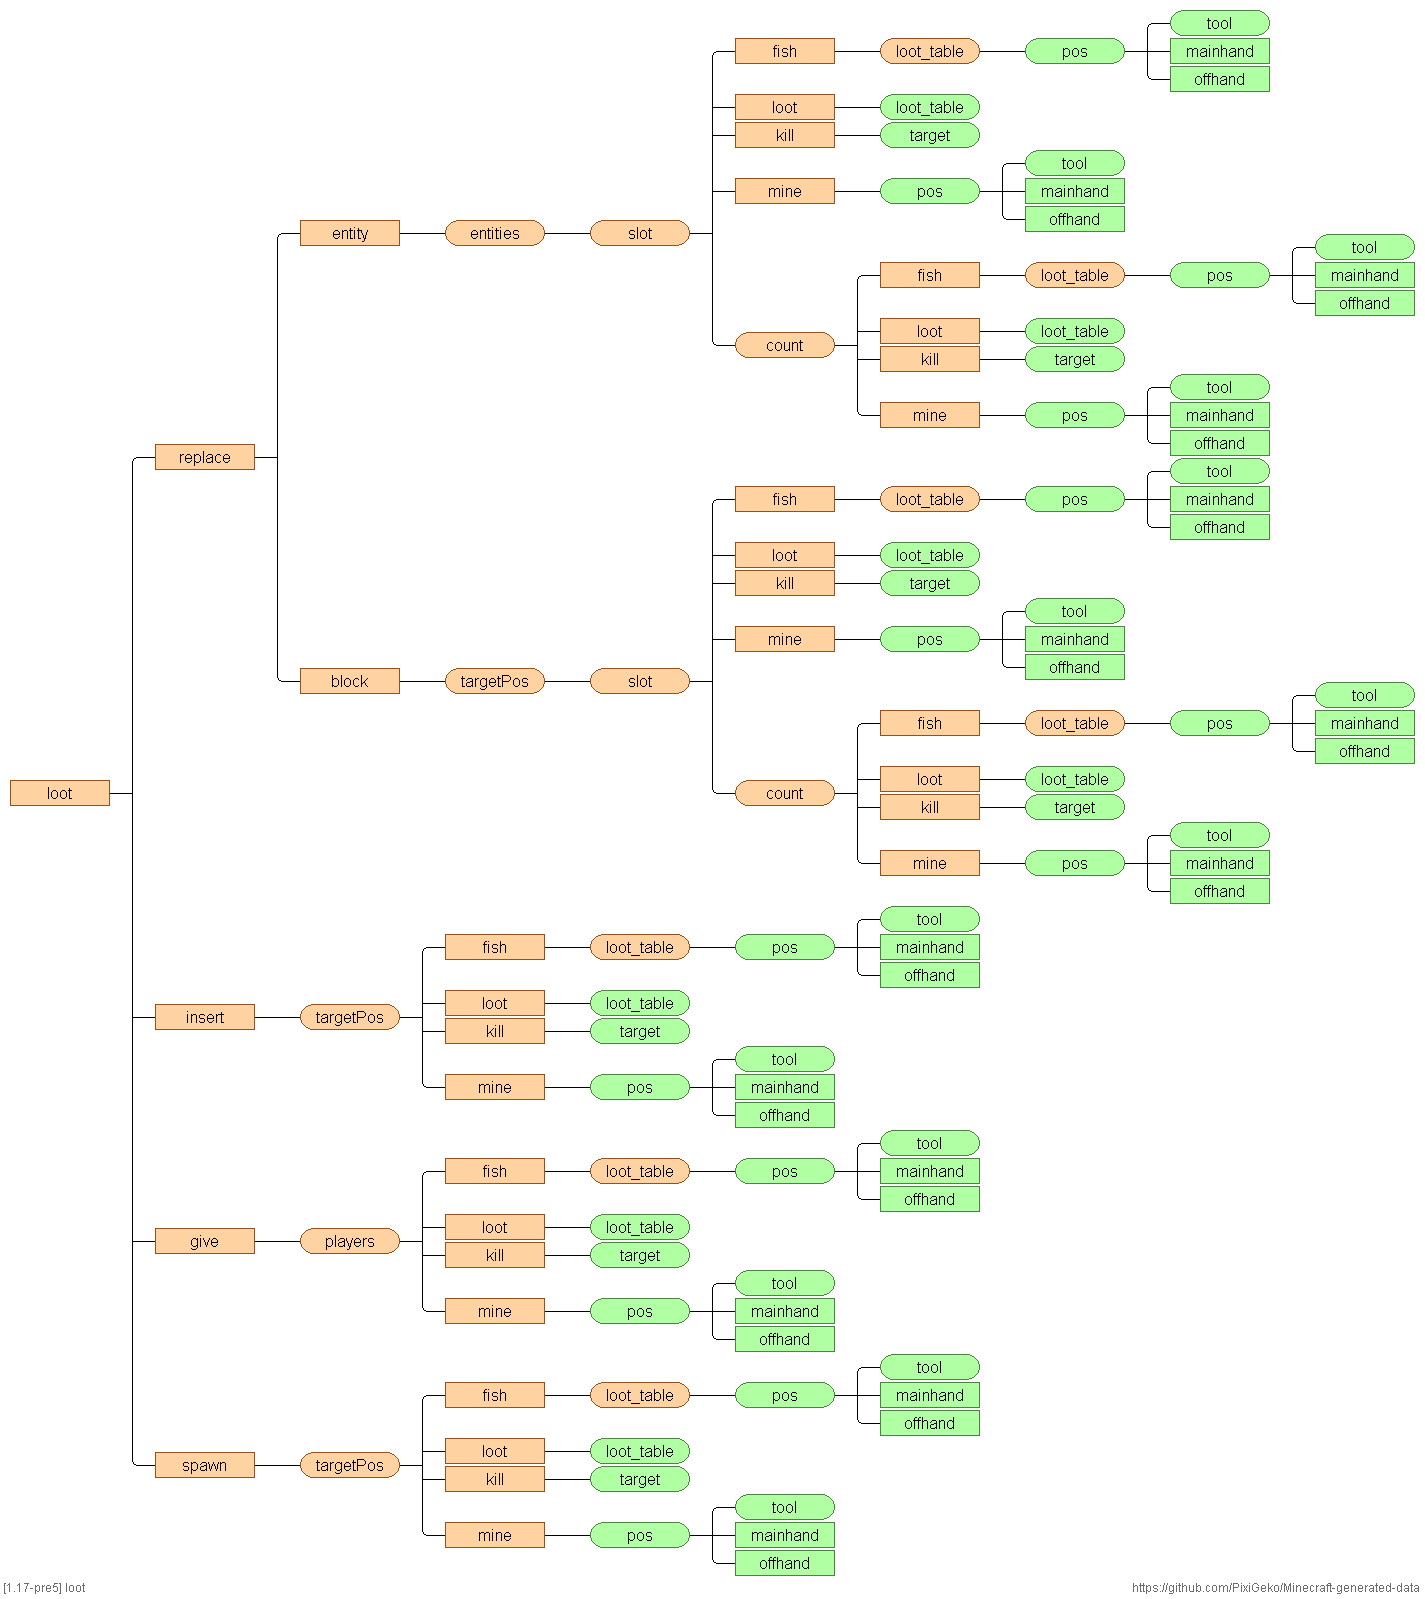 tool
fish loot_table pos mainhand
offhand
loot loot_table
kill target
tool
mine pos mainhand
offhand
entity entities slot
tool
fish loot_table pos mainhand
offhand
loot loot_table
count
kill target
tool
mine pos mainhand
offhand
replace
tool
fish loot_table pos mainhand
offhand
loot loot_table
kill target
tool
mine pos mainhand
offhand
block targetPos slot
tool
fish loot_table pos mainhand
offhand
loot loot_table
loot count
kill target
tool
mine pos mainhand
offhand
tool
fish loot_table pos mainhand
offhand
loot loot_table
insert targetPos
kill target
tool
mine pos mainhand
offhand
tool
fish loot_table pos mainhand
offhand
loot loot_table
give players
kill target
tool
mine pos mainhand
offhand
tool
fish loot_table pos mainhand
offhand
loot loot_table
spawn targetPos
kill target
tool
mine pos mainhand
offhand
[1.17-pre5] loot
https://github.com/PixiGeko/Minecraft-generated-data